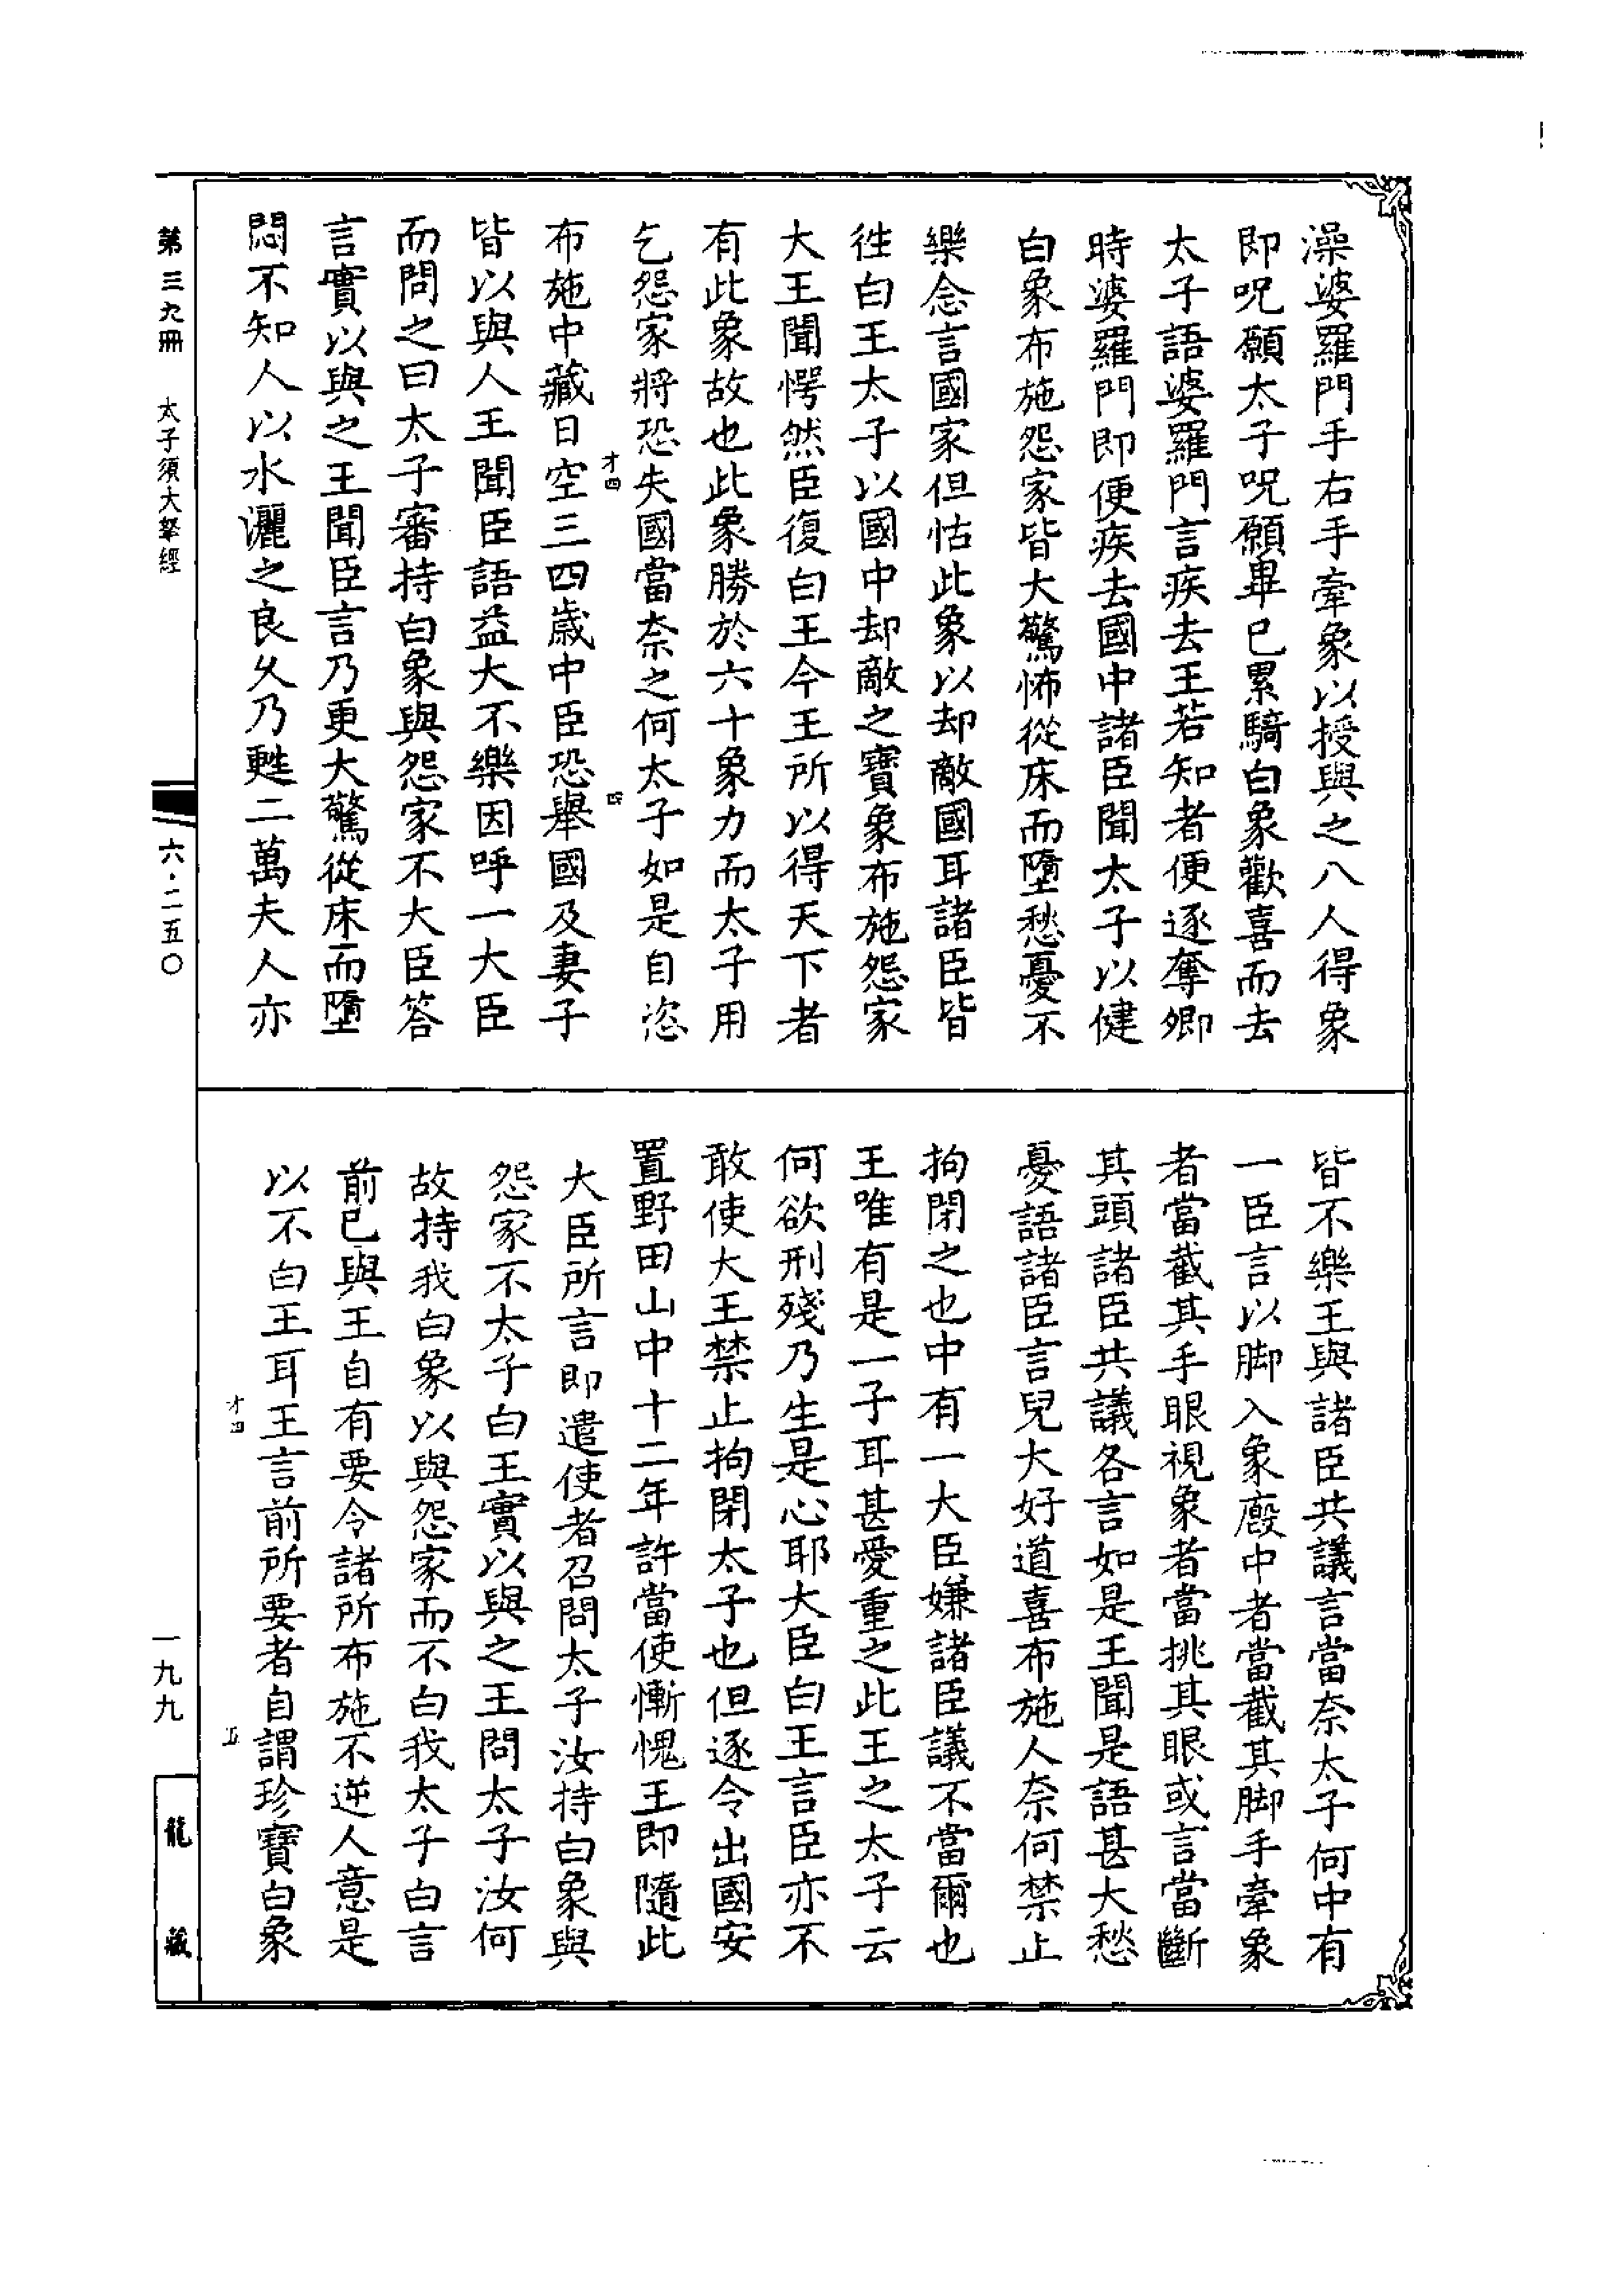 澡婆羅門手右手牽象以授與之八人得象
即呪願太子呪願畢已累騎白象歡喜而去
太子語婆羅門言疾去王若知者便逐奪卿
時婆羅門即便疾去國中諸臣聞太子以健
白象布施怨家皆大驚怖從床而墮愁憂不
樂念言國家但怙此象以却敵國耳諸臣皆
徃白王太子以國中却敵之寶象布施怨家
大王聞愕然臣復白王今王所以得天下者
有此象故也此象勝於六十象力而太子用
乞怨家將恐失國當奈之何太子如是自恣
才四
四
布施中藏日空三四歲中臣恐舉國及妻子
皆以與人王聞臣語益大不樂因呼一大臣
而問之曰太子審持白象與怨家不大臣答
言實以與之王聞臣言乃更大驚從床而墮
悶不知人以水灑之良久乃甦二萬夫人亦
皆不樂王與諸臣共議言當奈太子何中有
一臣言以脚入象廄中者當截其脚手牽象
者當截其手眼視象者當挑其眼或言當斷
其頭諸臣共議各言如是王聞是語甚大愁
憂語諸臣言兒大好道喜布施人奈何禁止
拘閉之也中有一大臣嫌諸臣議不當爾也
王唯有是一子耳甚愛重之此王之太子云
何欲刑殘乃生是心耶大臣白王言臣亦不
敢使大王禁止拘閉太子也但逐令出國安
置野田山中十二年許當使慚愧王即隨此
大臣所言即遣使者召問太子汝持白象與
怨家不太子白王實以與之王問太子汝何
故持我白象以與怨家而不白我太子白言
前已與王自有要令諸所布施不逆人意是
以不白王耳王言前所要者自謂珍寶白象
才四
五
第三九冊 太子須大拏經
六·二五〇
一九九
龍藏